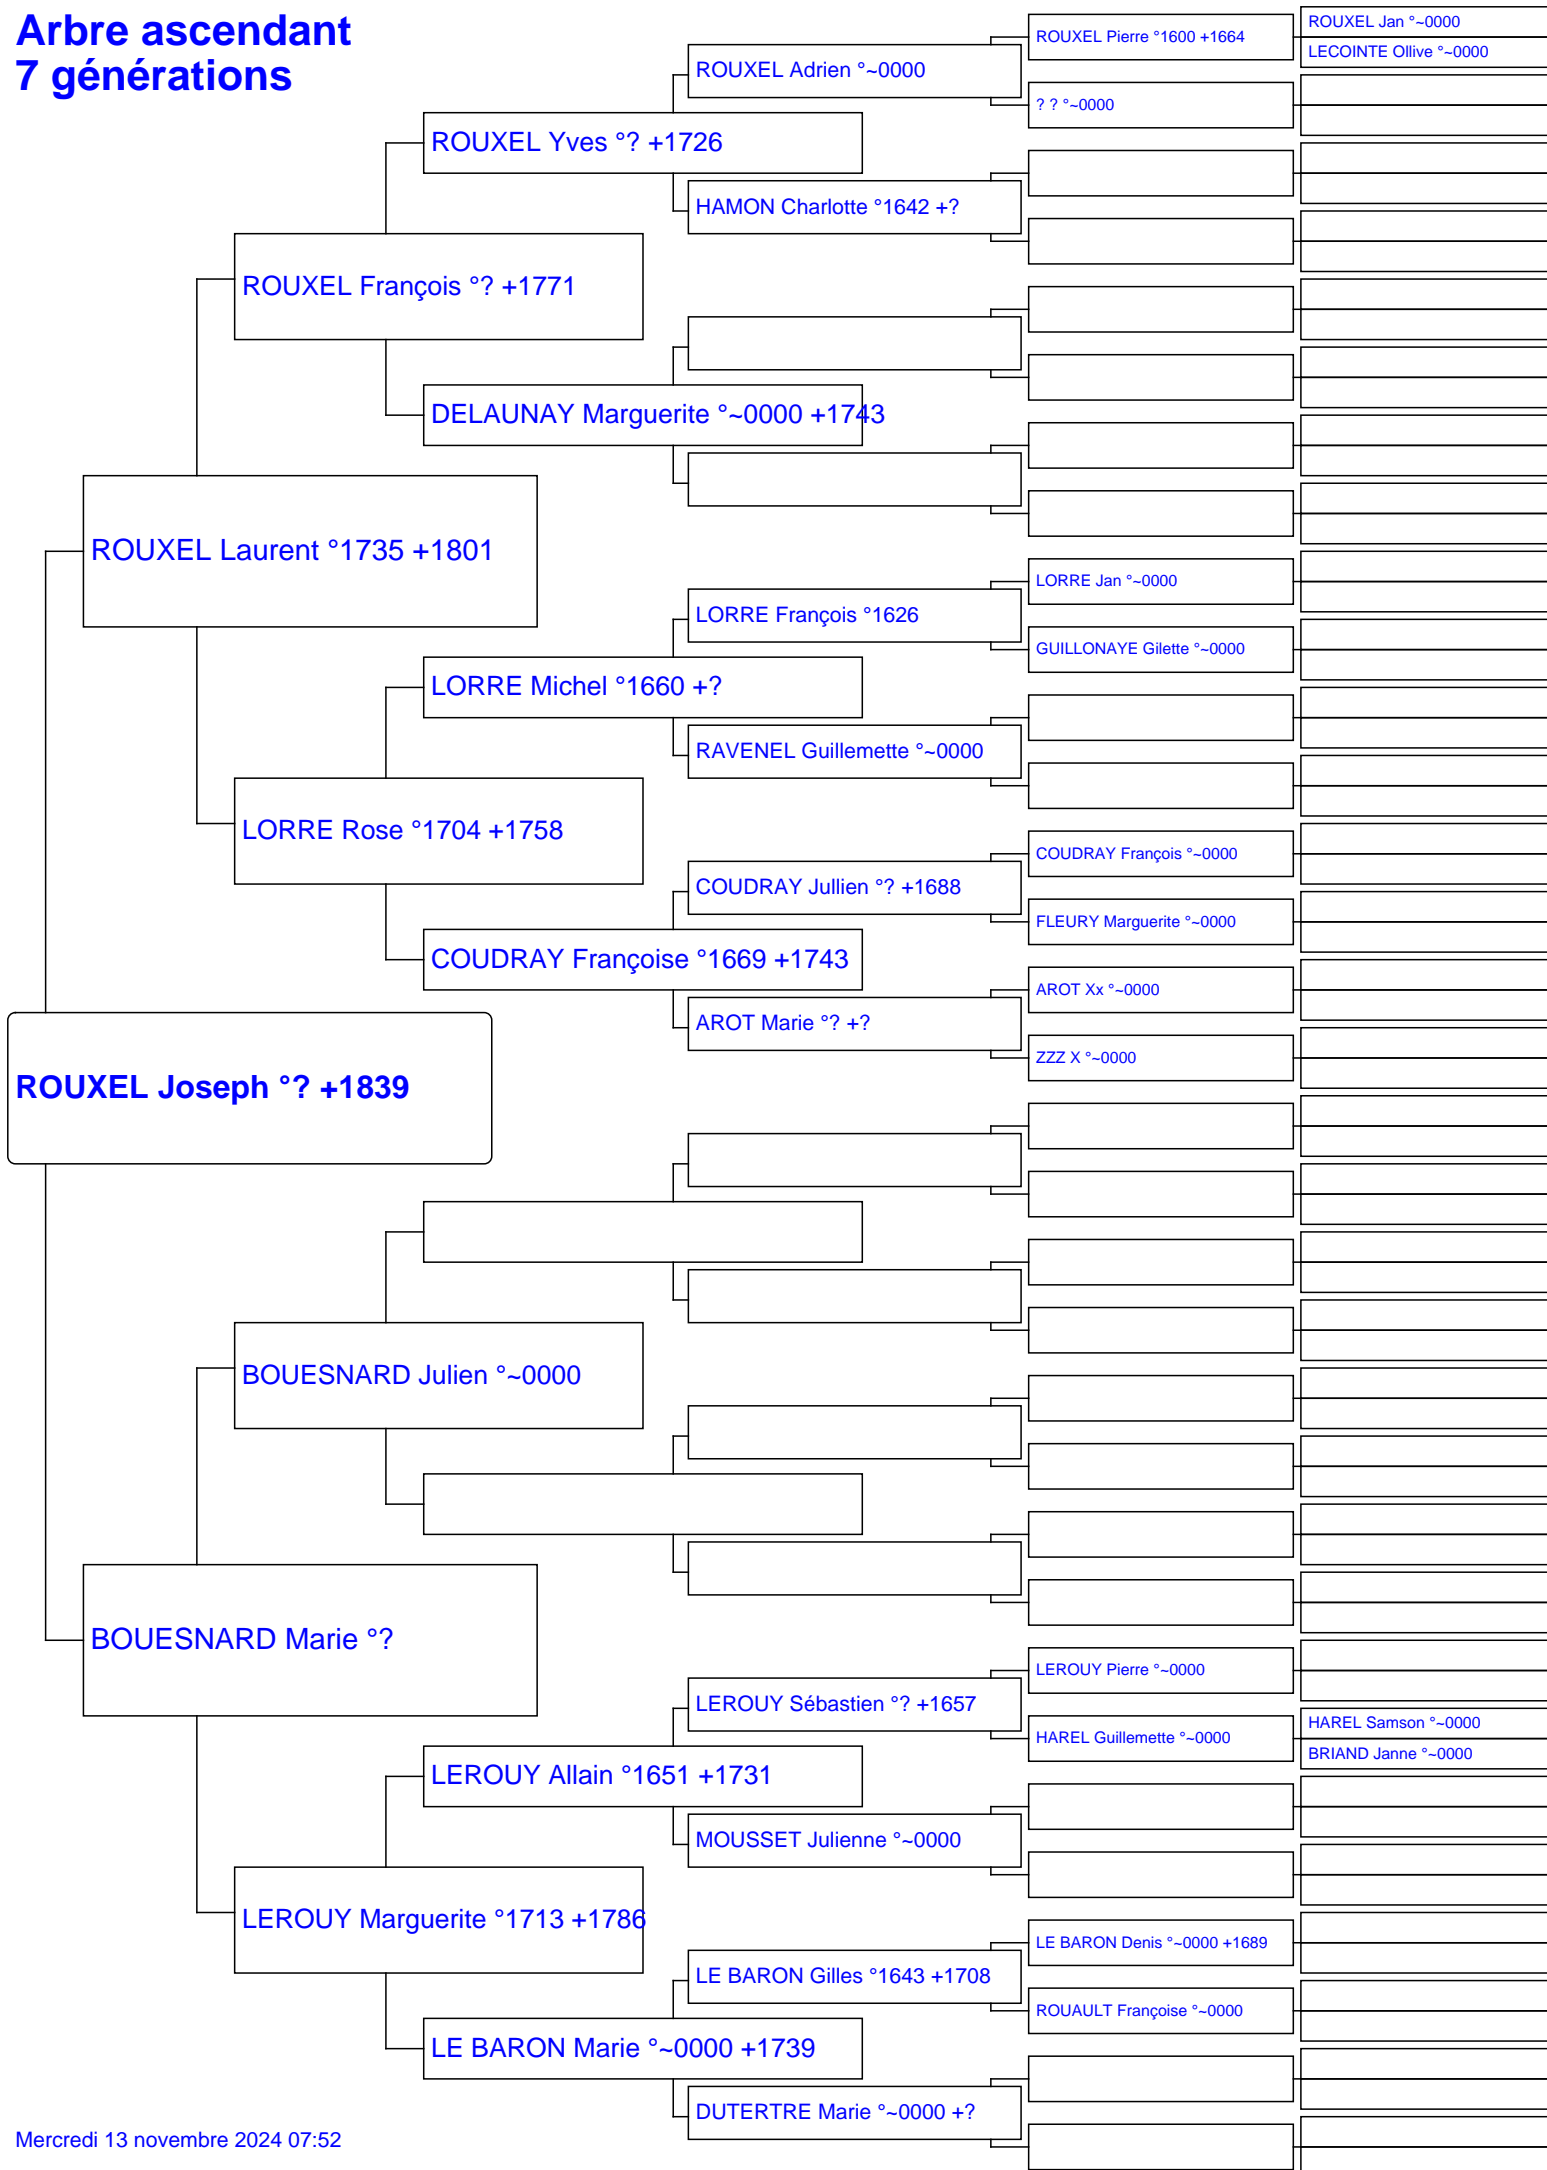 Arbre ascendant
7 générations
ROUXEL Jan °~0000
ROUXEL Pierre °1600 +1664
LECOINTE Ollive °~0000
ROUXEL Adrien °~0000
? ? °~0000
ROUXEL Yves °? +1726
HAMON Charlotte °1642 +?
ROUXEL François °? +1771
DELAUNAY Marguerite °~0000 +1743
ROUXEL Laurent °1735 +1801
LORRE Jan °~0000
LORRE François °1626
GUILLONAYE Gilette °~0000
LORRE Michel °1660 +?
RAVENEL Guillemette °~0000
LORRE Rose °1704 +1758
COUDRAY François °~0000
COUDRAY Jullien °? +1688
FLEURY Marguerite °~0000
COUDRAY Françoise °1669 +1743
AROT Xx °~0000
AROT Marie °? +?
ZZZ X °~0000
ROUXEL Joseph °? +1839
BOUESNARD Julien °~0000
BOUESNARD Marie °?
LEROUY Pierre °~0000
LEROUY Sébastien °? +1657
HAREL Samson °~0000
HAREL Guillemette °~0000
BRIAND Janne °~0000
LEROUY Allain °1651 +1731
MOUSSET Julienne °~0000
LEROUY Marguerite °1713 +1786
LE BARON Denis °~0000 +1689
LE BARON Gilles °1643 +1708
ROUAULT Françoise °~0000
LE BARON Marie °~0000 +1739
DUTERTRE Marie °~0000 +?
Mercredi 13 novembre 2024 07:52